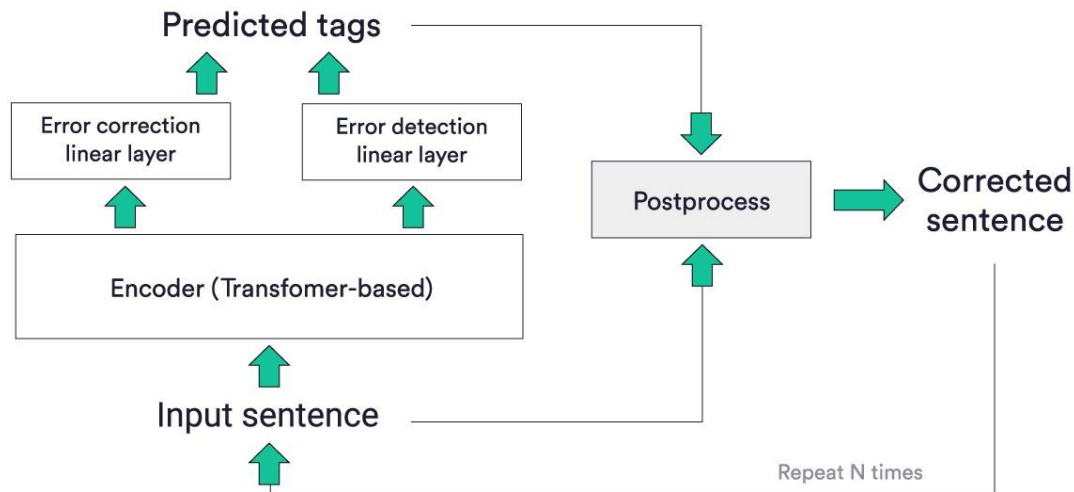 Predicted tags
Error correction
linear layer
Error detection
linear layer
Postprocess
Corrected
sentence
Encoder (Transfomer-based)
Input sentence
Repeat N times